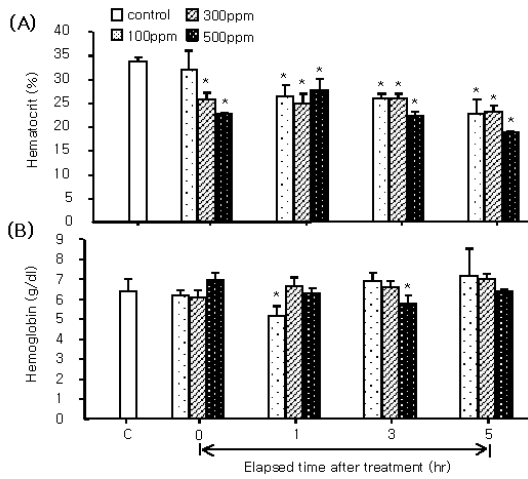 (A)
control
300ppm
100ppm
500ppm
Hematocrit (%)
40
35
30
25
20
15
10
5
0
* * * * * * * * * * *
(B)
Hemoglobin (g/dl)
9
8
7
6
5
4
3
2
1
0
* *
C 0 1 3 5
Elapsed time after treatment (hr)